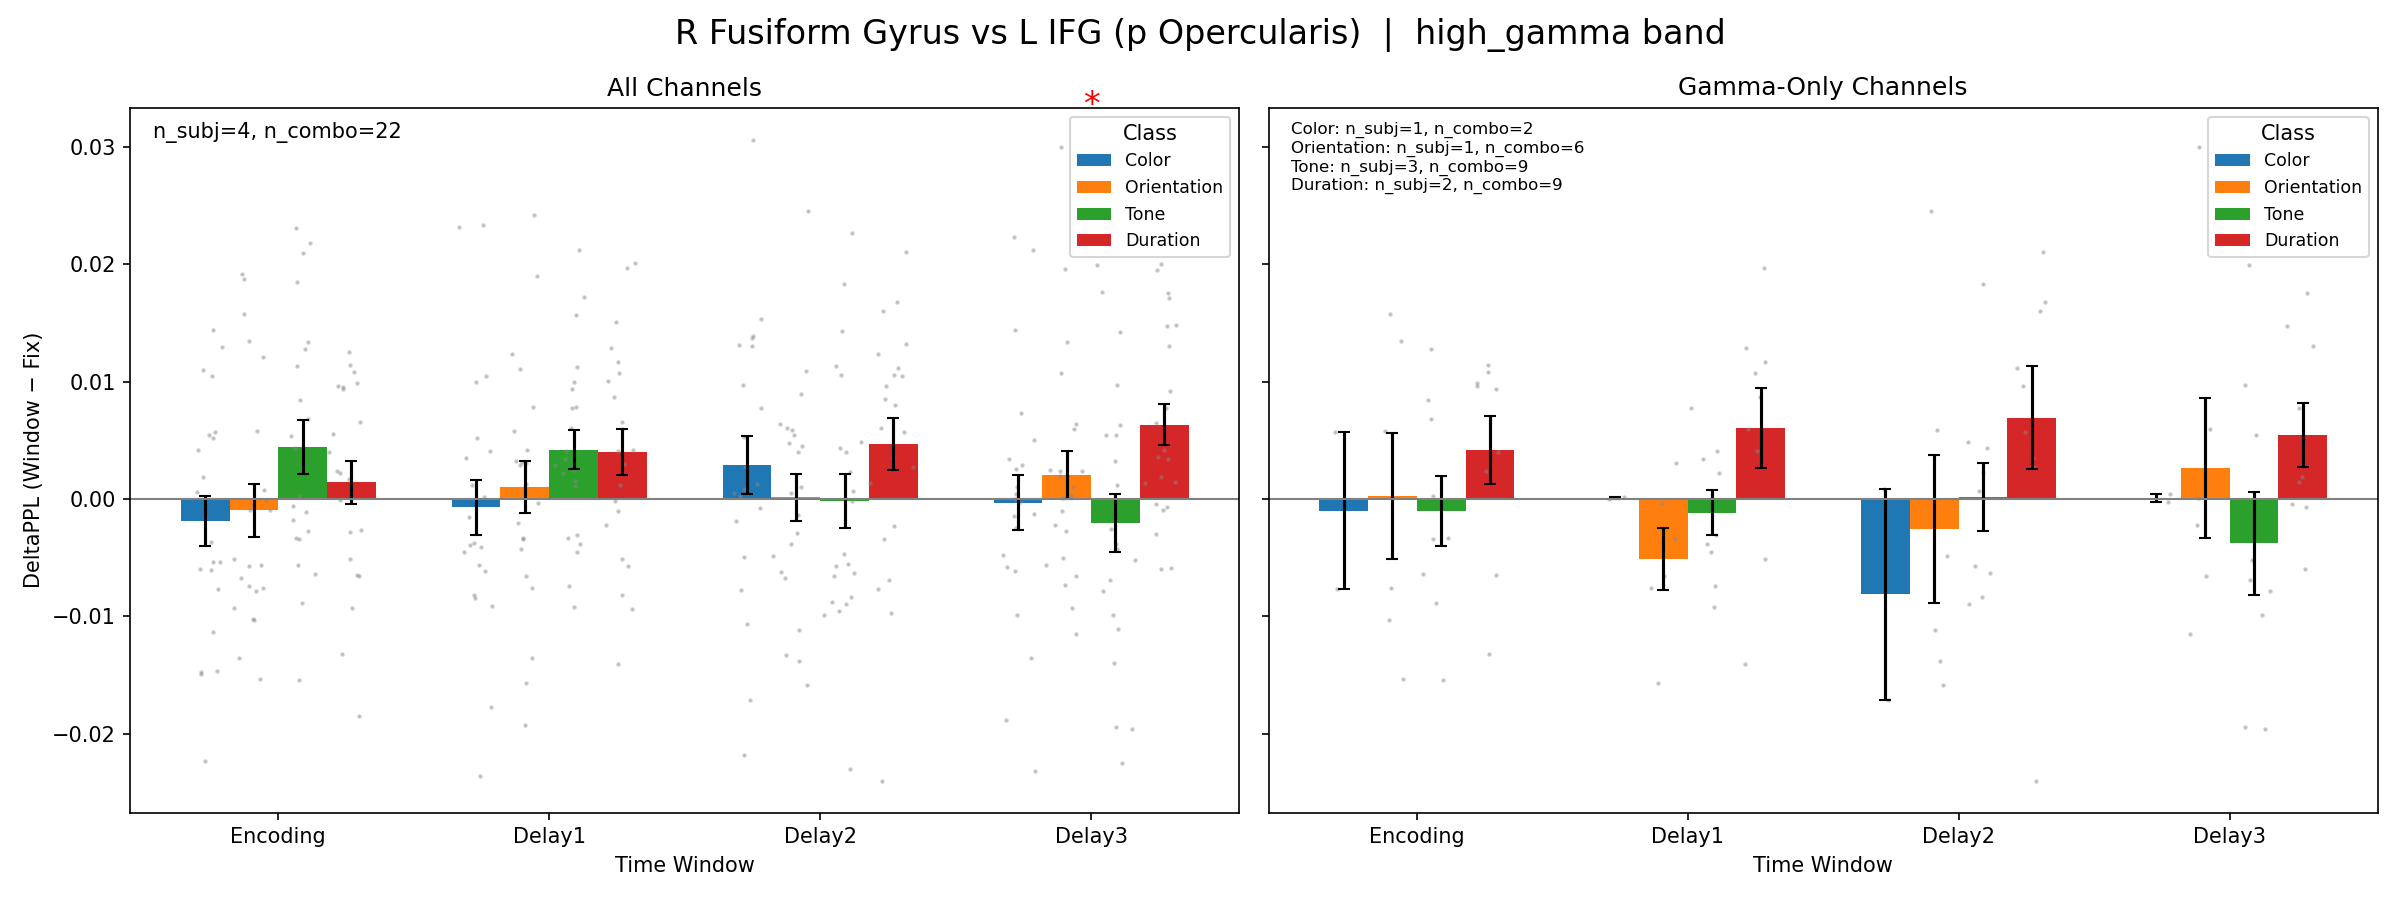 R Fusiform Gyrus vs L IFG (p Opercularis) | high_gamma band
All Channels
*
n_subj=4, n_combo=22
Class
Color
Orientation
Tone
Duration
DeltaPPL (Window − Fix)
0.03
0.02
0.01
0.00
−0.01
−0.02
Encoding
Delay1
Delay2
Delay3
Time Window
Gamma-Only Channels
Color: n_subj=1, n_combo=2
Orientation: n_subj=1, n_combo=6
Tone: n_subj=3, n_combo=9
Duration: n_subj=2, n_combo=9
Class
Color
Orientation
Tone
Duration
Encoding
Delay1
Delay2
Delay3
Time Window